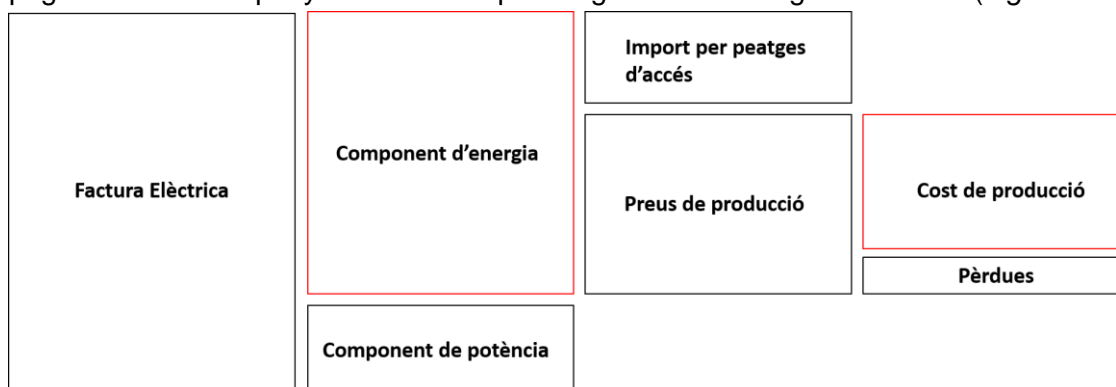 Import per peatges
d'accés
Component d'energia
Factura Elèctrica
Preus de producció
Cost de producció
Pèrdues
Component de potència